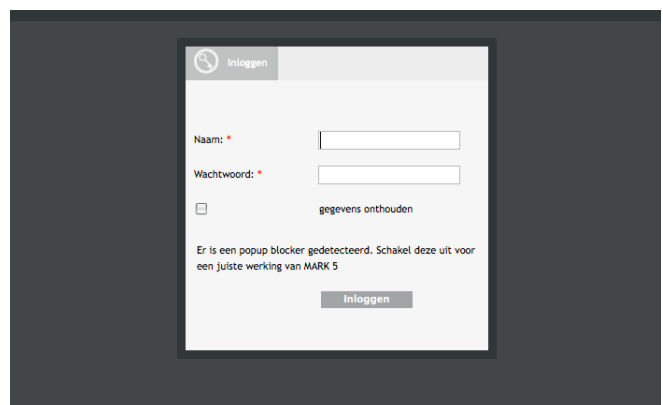 Inloggen
Naam: *
Wachtwoord: *
gegevens onthouden
Er is een popup blocker gedetecteerd. Schakel deze uit voor
een juiste werking van MARK 5
Inloggen